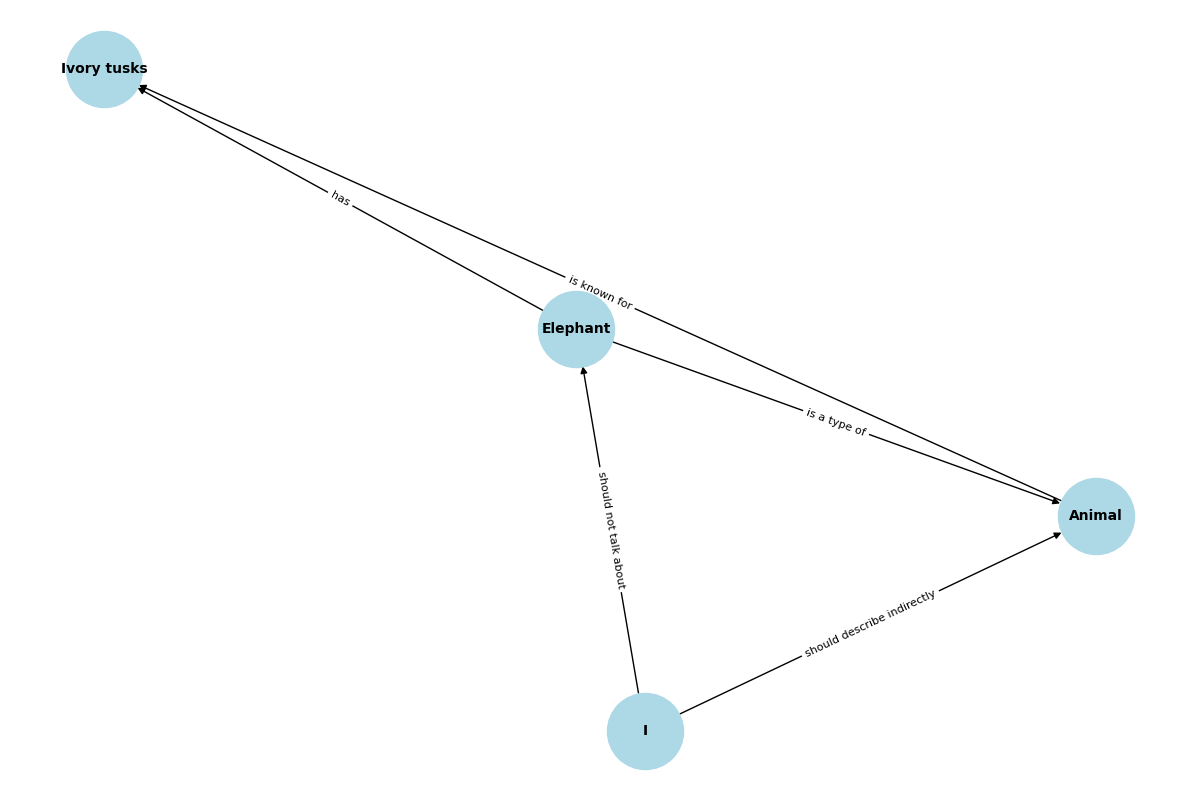 Ivory tusks
has
is known for
Elephant
is a type of
should not talk about
Animal
should describe indirectly
I